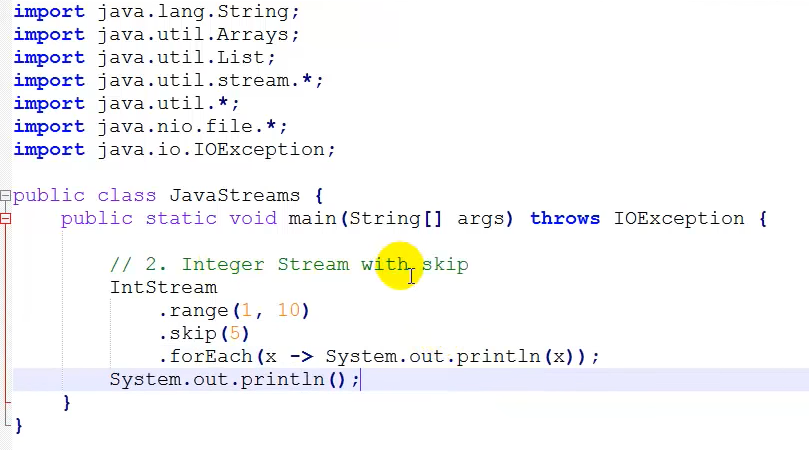 import java.lang.String;
import java.util.Arrays;
import java.util.List;
import java.util.stream.*;
import java.util.*;
import java.nio.file.*;
import java.io.IOException;

public class JavaStreams {
    public static void main(String[] args) throws IOException {

        // 2. Integer Stream with skip
        IntStream
            .range(1, 10)
            .skip(5)
            .forEach(x -> System.out.println(x));
        System.out.println();
    }
}